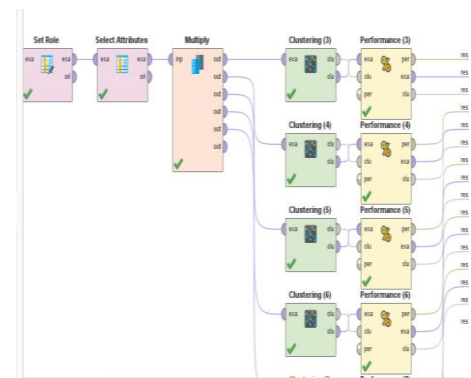 Set Role
Select Attributes
Multiply
Clustering (3)
Performance (3)
exa
exa
ori
exa
exa
ori
inp
out
out
out
out
out
out
exa
clu
clu
exa
per
clu
exa
per
clu
res
res
res
res
Clustering (4)
Performance (4)
exa
clu
clu
exa
per
clu
exa
per
clu
res
res
res
Clustering (5)
Performance (5)
exa
clu
clu
exa
per
clu
exa
per
clu
res
res
res
res
Clustering (6)
Performance (6)
exa
clu
clu
exa
per
clu
exa
per
clu
res
res
res
res